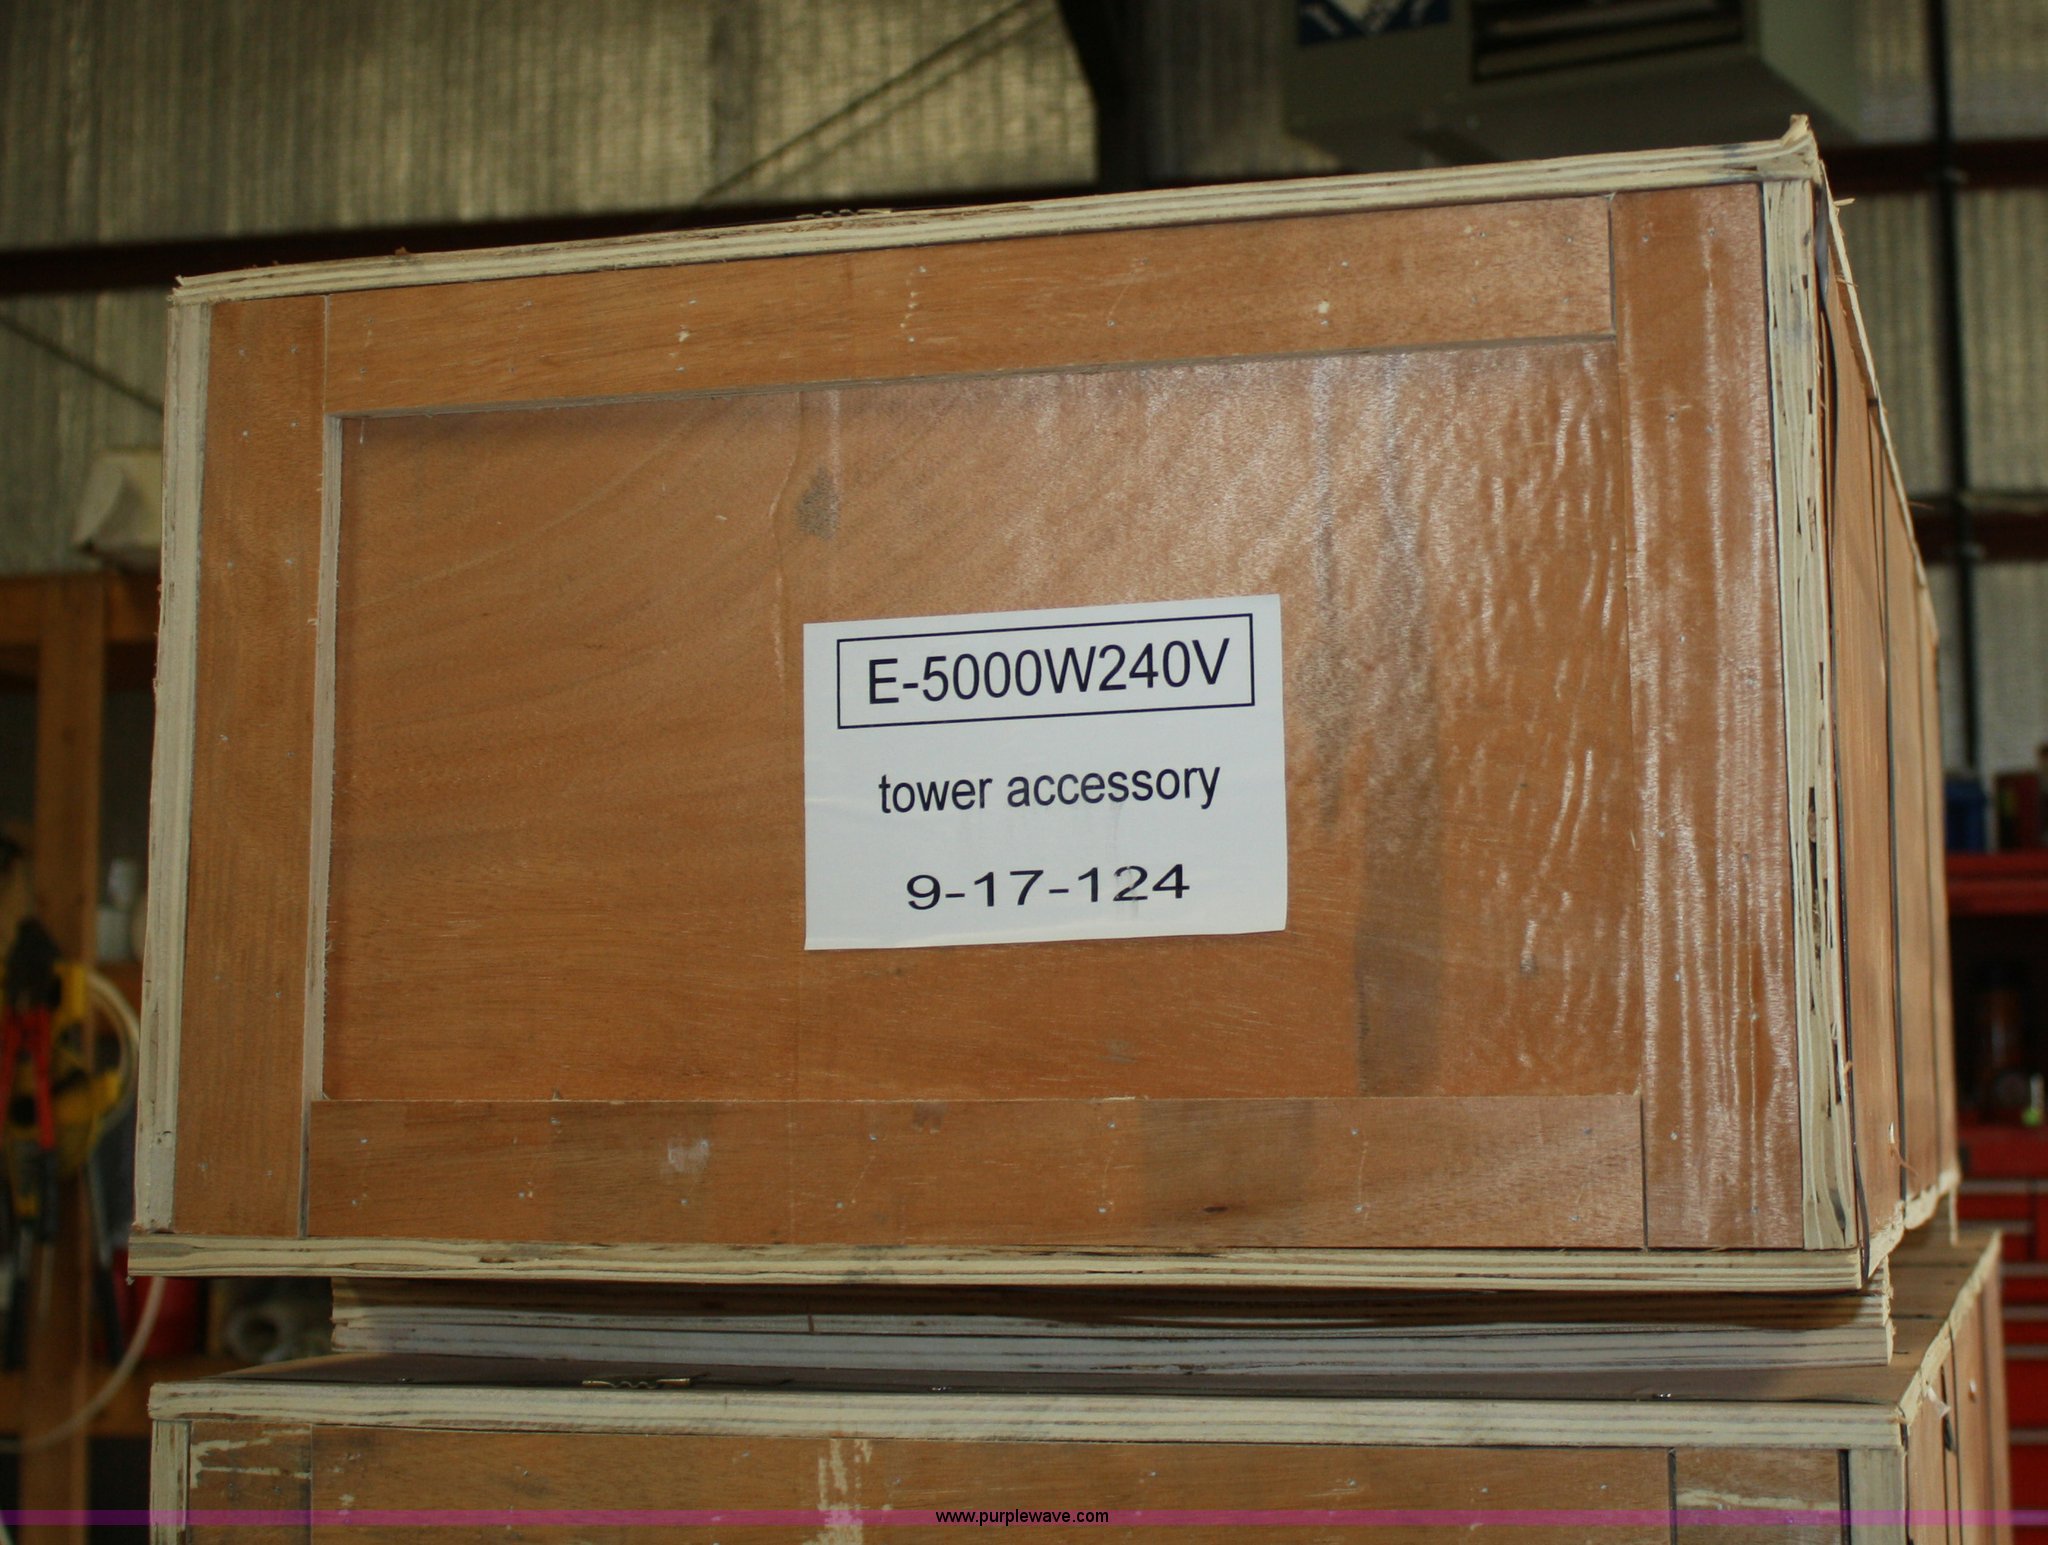 E-5000W240V
tower accessory
9-17-124
www.purplewave.com